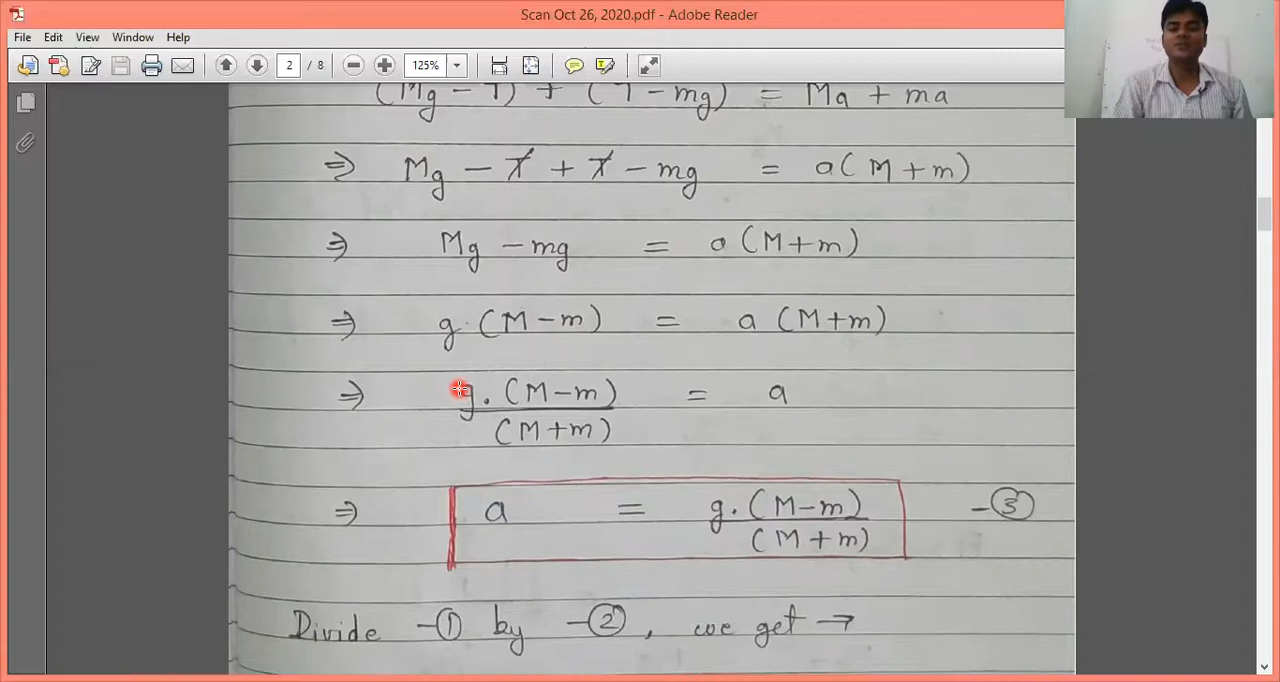 Scan Oct 26, 2020.pdf - Adobe Reader
File Edit View Window Help
2 / 8 125%
(Mg - T) + (T - mg) = Ma + ma
⇒ Mg - T + T - mg = a(M+m)
⇒ Mg - mg = a(M+m)
⇒ g.(M-m) = a(M+m)
⇒ g.(M-m) = a
(M+m)
⇒ a = g.(M-m) -③
(M+m)
Divide -① by -②, we get →